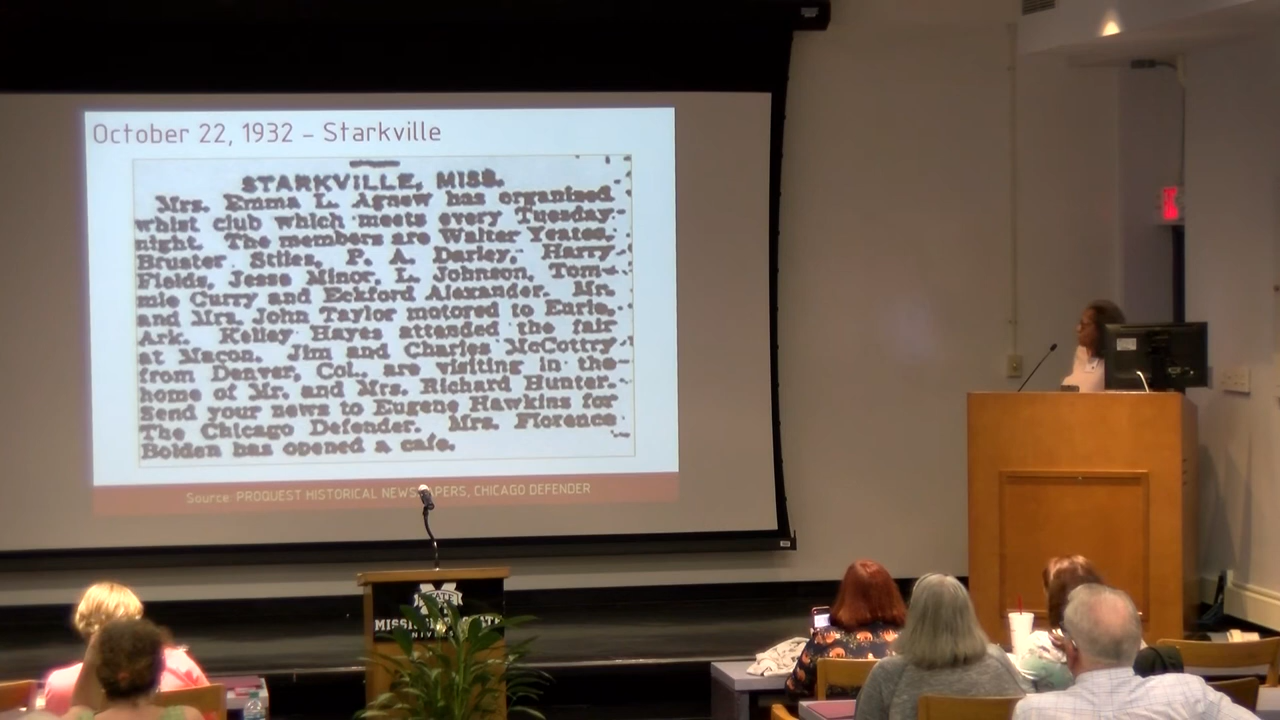 October 22, 1932 – Starkville
STARKVILLE, MISS.
Mrs. Emma L. Agnew has organized
whist club which meets every Tuesday
night. The members are Walter Yeates,
Bruster Stiles, P. A. Darley, Harry
Fields, Jesse Minor, L. Johnson, Tom-
mie Curry and Eckford Alexander. Mr.
and Mrs. John Taylor motored to Earle,
Ark. Kelley Hayes attended the fair
at Macon. Jim and Charles McCottry
from Denver, Col., are visiting in the
home of Mr. and Mrs. Richard Hunter.
Send your news to Eugene Hawkins for
The Chicago Defender. Mrs. Florence
Bolden has opened a cafe.
Source: PROQUEST HISTORICAL NEWSPAPERS, CHICAGO DEFENDER
STATE
MISSISSIPPI STATE
UNIVERSITY